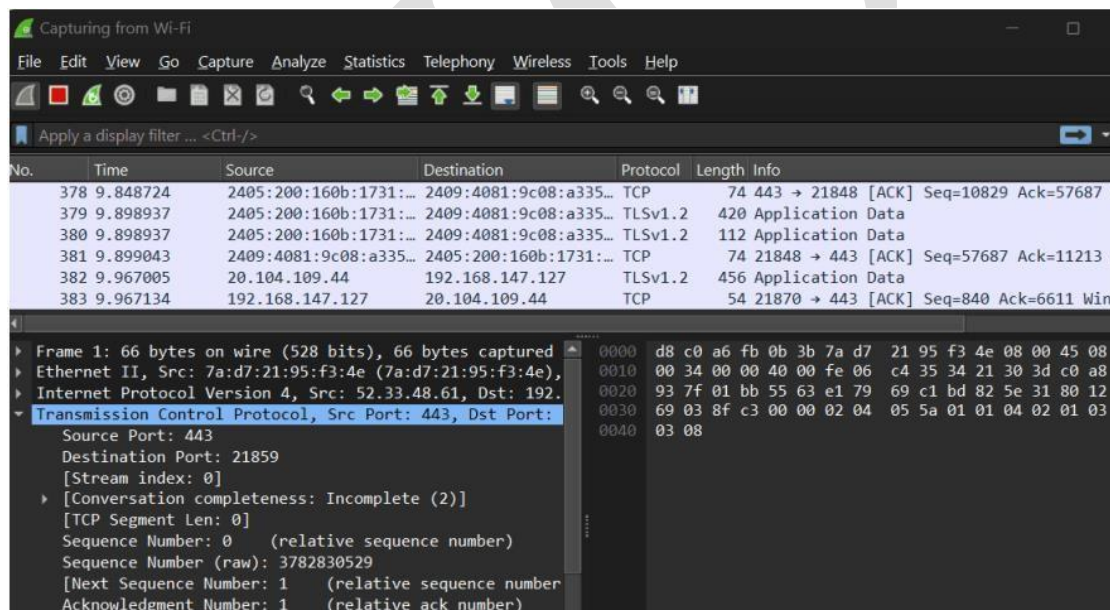 Capturing from Wi-Fi
File Edit View Go Capture Analyze Statistics Telephony Wireless Tools Help
Apply a display filter ... <Ctrl-/>
No. Time Source Destination Protocol Length Info
378 9.848724 2405:200:160b:1731:… 2409:4081:9c08:a335… TCP 74 443 → 21848 [ACK] Seq=10829 Ack=57687
379 9.898937 2405:200:160b:1731:… 2409:4081:9c08:a335… TLSv1.2 420 Application Data
380 9.898937 2405:200:160b:1731:… 2409:4081:9c08:a335… TLSv1.2 112 Application Data
381 9.899043 2409:4081:9c08:a335… 2405:200:160b:1731:… TCP 74 21848 → 443 [ACK] Seq=57687 Ack=11213
382 9.967005 20.104.109.44 192.168.147.127 TLSv1.2 456 Application Data
383 9.967134 192.168.147.127 20.104.109.44 TCP 54 21870 → 443 [ACK] Seq=840 Ack=6611 Win
Frame 1: 66 bytes on wire (528 bits), 66 bytes captured
Ethernet II, Src: 7a:d7:21:95:f3:4e (7a:d7:21:95:f3:4e),
Internet Protocol Version 4, Src: 52.33.48.61, Dst: 192.
Transmission Control Protocol, Src Port: 443, Dst Port:
Source Port: 443
Destination Port: 21859
[Stream index: 0]
[Conversation completeness: Incomplete (2)]
[TCP Segment Len: 0]
Sequence Number: 0 (relative sequence number)
Sequence Number (raw): 3782830529
[Next Sequence Number: 1 (relative sequence number
Acknowledgment Number: 1 (relative ack number)
0000 d8 c0 a6 fb 0b 3b 7a d7 21 95 f3 4e 08 00 45 08
0010 00 34 00 00 40 00 fe 06 c4 35 34 21 30 3d c0 a8
0020 93 7f 01 bb 55 63 e1 79 69 c1 bd 82 5e 31 80 12
0030 69 03 8f c3 00 00 02 04 05 5a 01 01 04 02 01 03
0040 03 08